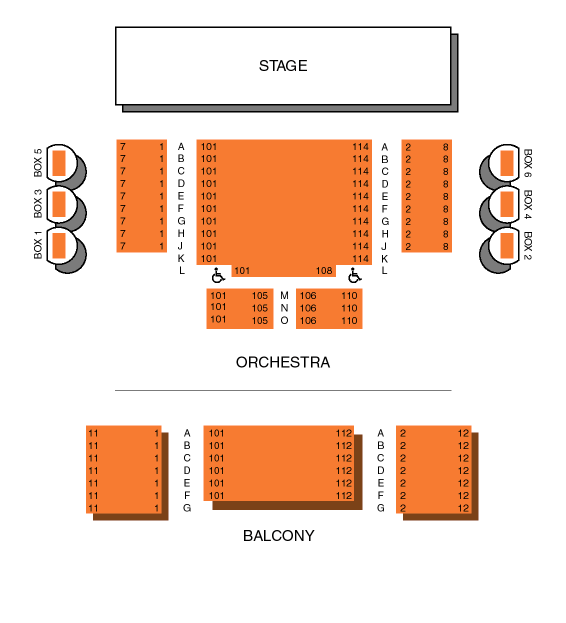 STAGE
BOX 5
BOX 3
BOX 1
7 1 A 101 114 A 2 8
7 1 B 101 114 B 2 8
7 1 C 101 114 C 2 8
7 1 D 101 114 D 2 8
7 1 E 101 114 E 2 8
7 1 F 101 114 F 2 8
7 1 G 101 114 G 2 8
7 1 H 101 114 H 2 8
7 1 J 101 114 J 2 8
K 101 114 K
L 101 108 L
BOX 6
BOX 4
BOX 2
101 105 M 106 110
101 105 N 106 110
101 105 O 106 110
ORCHESTRA
11 1 A 101 112 A 2 12
11 1 B 101 112 B 2 12
11 1 C 101 112 C 2 12
11 1 D 101 112 D 2 12
11 1 E 101 112 E 2 12
11 1 F 101 112 F 2 12
11 1 G G 2 12
BALCONY